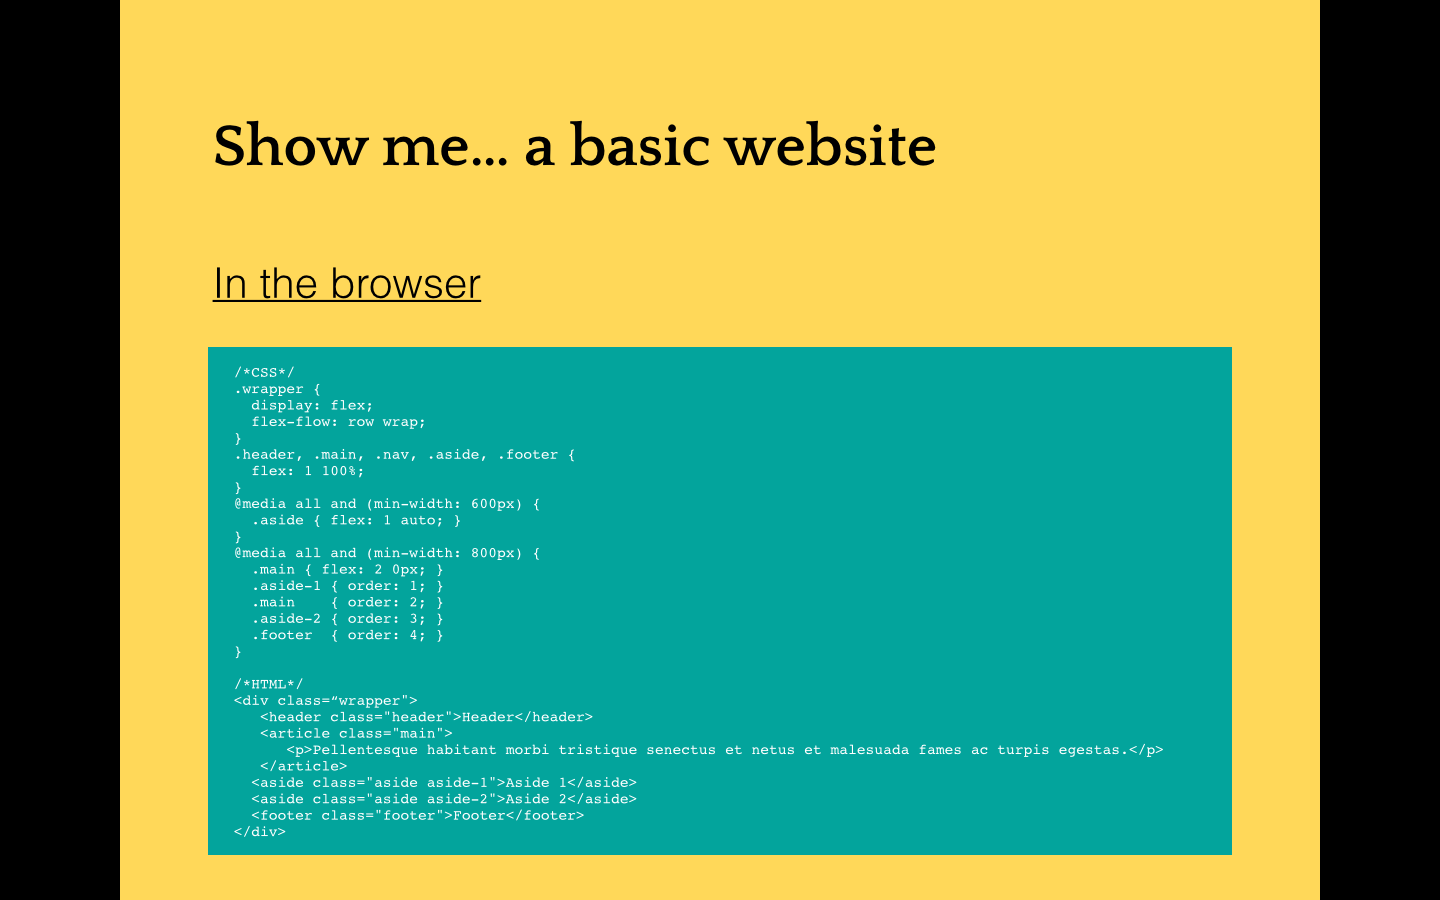 Show me... a basic website
In the browser
/*CSS*/
.wrapper {
  display: flex;
  flex-flow: row wrap;
}
.header, .main, .nav, .aside, .footer {
  flex: 1 100%;
}
@media all and (min-width: 600px) {
  .aside { flex: 1 auto; }
}
@media all and (min-width: 800px) {
  .main { flex: 2 0px; }
  .aside-1 { order: 1; }
  .main    { order: 2; }
  .aside-2 { order: 3; }
  .footer  { order: 4; }
}
/*HTML*/
<div class=“wrapper">
   <header class="header">Header</header>
   <article class="main">
      <p>Pellentesque habitant morbi tristique senectus et netus et malesuada fames ac turpis egestas.</p>
   </article>
  <aside class="aside aside-1">Aside 1</aside>
  <aside class="aside aside-2">Aside 2</aside>
  <footer class="footer">Footer</footer>
</div>